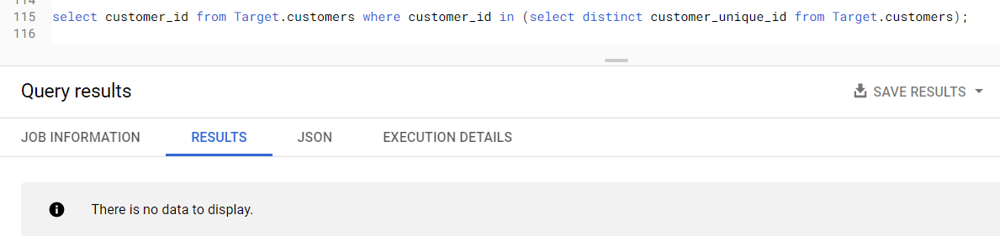 114
115 select customer_id from Target.customers where customer_id in (select distinct customer_unique_id from Target.customers);
116
Query results
SAVE RESULTS
JOB INFORMATION RESULTS JSON EXECUTION DETAILS
There is no data to display.